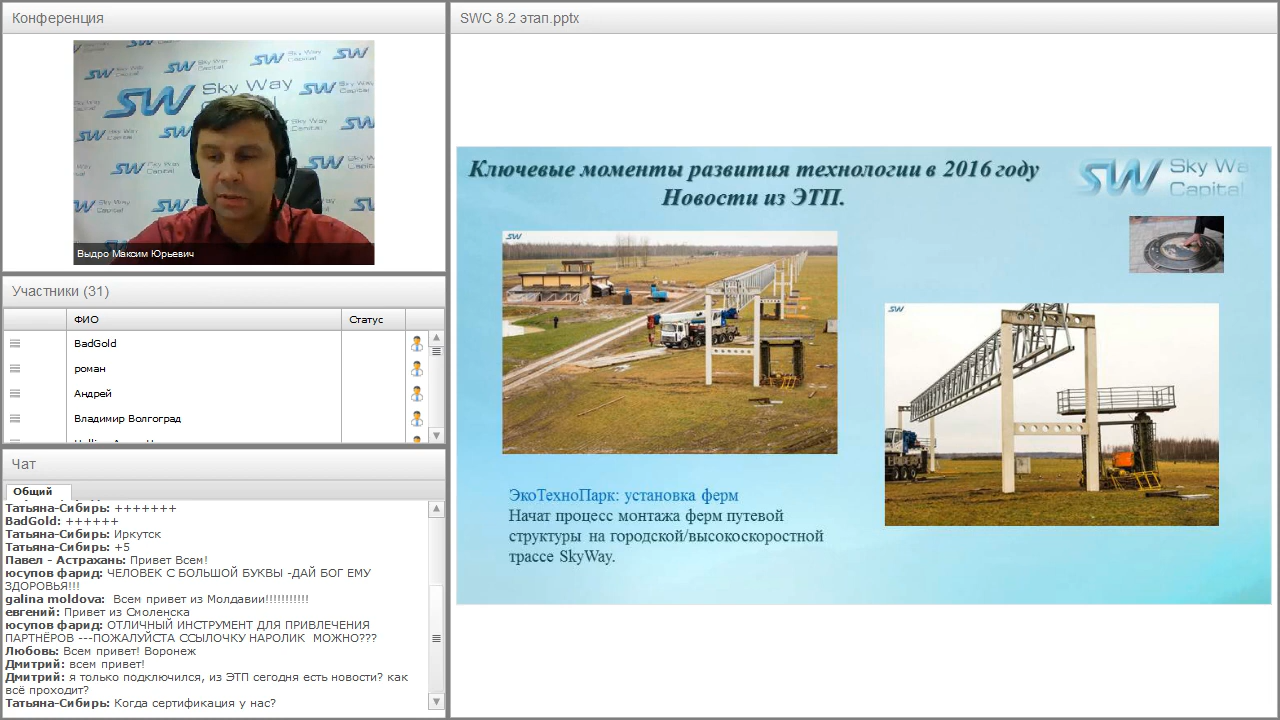 Конференция
SW Sky Way
Capital
Выдро Максим Юрьевич
Участники (31)
ФИО
Статус
BadGold
роман
Андрей
Владимир Волгоград
Чат
Общий
Татьяна-Сибирь: +++++++
BadGold: ++++++
Татьяна-Сибирь: Иркутск
Татьяна-Сибирь: +5
Павел - Астрахань: Привет Всем!
юсупов фарид: ЧЕЛОВЕК С БОЛЬШОЙ БУКВЫ -ДАЙ БОГ ЕМУ
ЗДОРОВЬЯ!!!
galina moldova: Всем привет из Молдавии!!!!!!!!!!!
евгений: Привет из Смоленска
юсупов фарид: ОТЛИЧНЫЙ ИНСТРУМЕНТ ДЛЯ ПРИВЛЕЧЕНИЯ
ПАРТНЁРОВ ---ПОЖАЛУЙСТА ССЫЛОЧКУ НАРОЛИК МОЖНО???
Любовь: Всем привет! Воронеж
Дмитрий: всем привет!
Дмитрий: я только подключился, из ЭТП сегодня есть новости? как
всё проходит?
Татьяна-Сибирь: Когда сертификация у нас?
SWC 8.2 этап.pptx
Ключевые моменты развития технологии в 2016 году
Новости из ЭТП.
SW Sky Wa
Capital
SW
SW
ЭкоТехноПарк: установка ферм
Начат процесс монтажа ферм путевой
структуры на городской/высокоскоростной
трассе SkyWay.